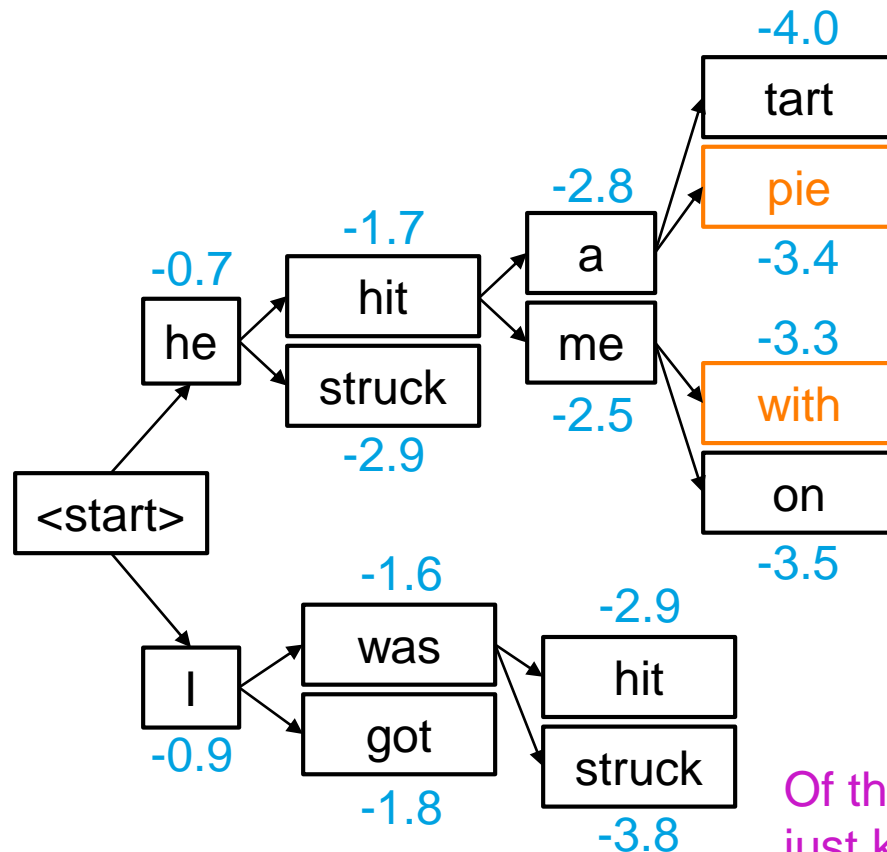 -4.0
tart
pie
-3.4
-2.8
a
-1.7
hit
-0.7
he
me
-2.5
-3.3
with
struck
-2.9
on
-3.5
<start>
-1.6
was
-2.9
hit
I
-0.9
got
-1.8
struck
-3.8
Of
just